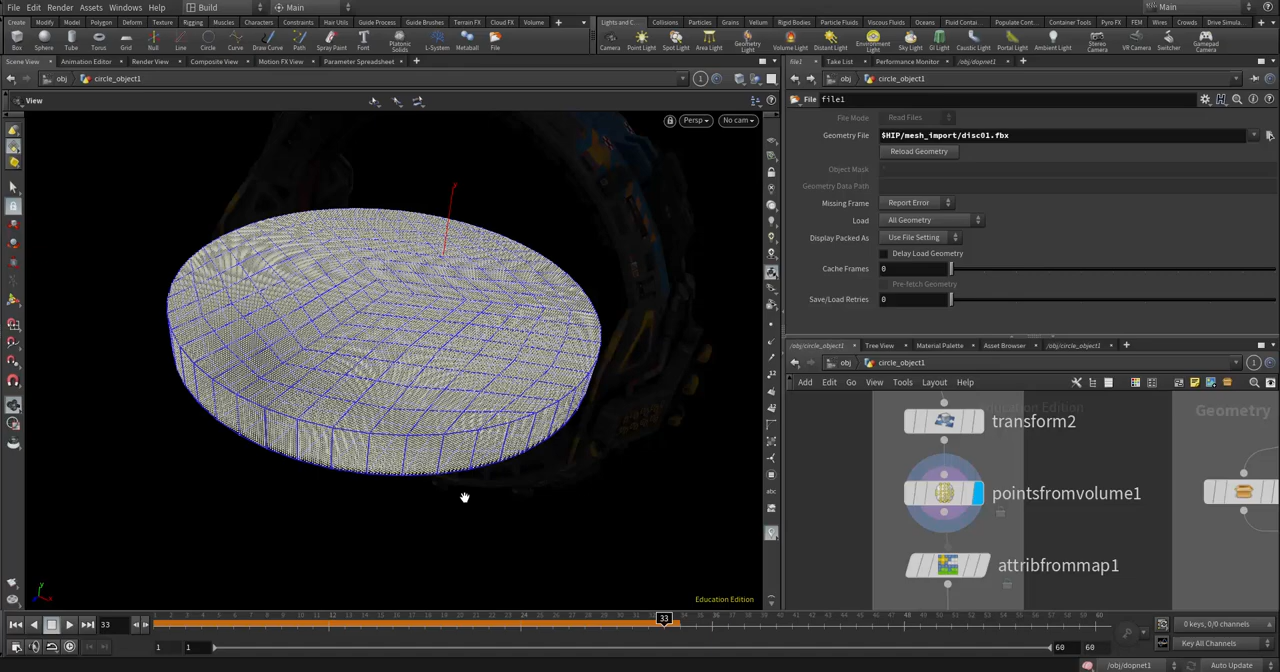 File Edit Render Assets Windows Help Build Main Main
Create Modify Model Polygon Deform Texture Rigging Muscles Characters Constraints Hair Utils Guide Process Guide Brushes Terrain FX Cloud FX Volume
Lights and C... Collisions Particles Grains Vellum Rigid Bodies Particle Fluids Viscous Fluids Oceans Fluid Contai... Populate Cont... Container Tools Pyro FX FEM Wires Crowds Drive Simula...
Box Sphere Tube Torus Grid Null Line Circle Curve Draw Curve Path Spray Paint Font Platonic Solids L-System Metaball File
Camera Point Light Spot Light Area Light Geometry Light Volume Light Distant Light Environment Light Sky Light GI Light Caustic Light Portal Light Ambient Light Stereo Camera VR Camera Switcher Gamepad Camera
Scene View Animation Editor Render View Composite View Motion FX View Parameter Spreadsheet
file1 Take List Performance Monitor /obj/dopnet1
obj circle_object1 1
obj circle_object1
View
Persp No cam
File file1
File Mode Read Files
Geometry File $HIP/mesh_import/disc01.fbx
Reload Geometry
Object Mask
Geometry Data Path
Missing Frame Report Error
Load All Geometry
Display Packed As Use File Setting
Delay Load Geometry
Cache Frames 0
Pre-fetch Geometry
Save/Load Retries 0
/obj/circle_object1 Tree View Material Palette Asset Browser /obj/circle_object1
obj circle_object1 1
Add Edit Go View Tools Layout Help
Education Edition
Geometry
transform2
pointsfromvolume1
attribfrommap1
Education Edition
33
33
1 1 60 60
0 keys, 0/0 channels
Key All Channels
/obj/dopnet1 Auto Update